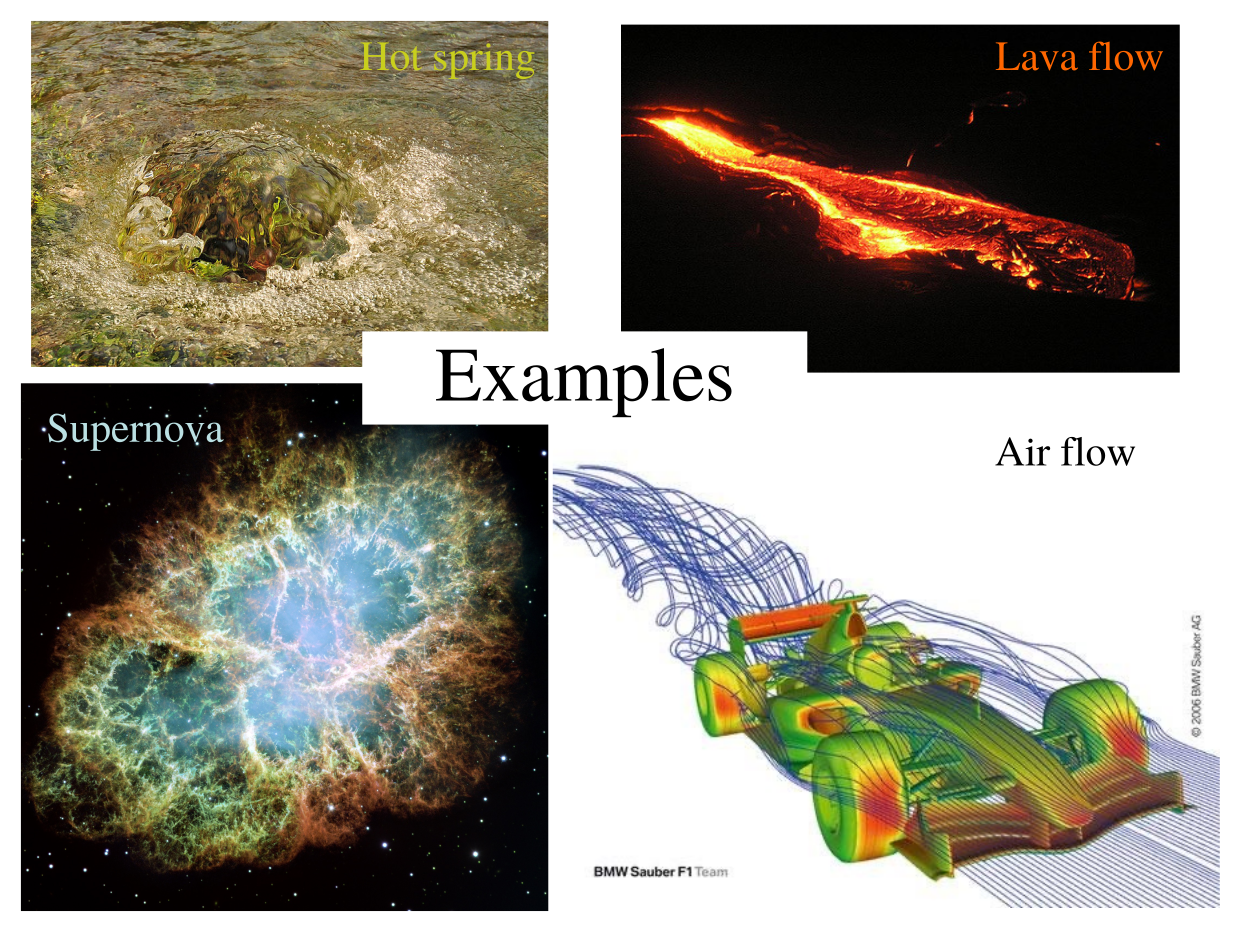 Hot spring
Lava flow
Examples
Supernova
Air flow
© 2006 BMW Sauber AG
BMW Sauber F1 Team